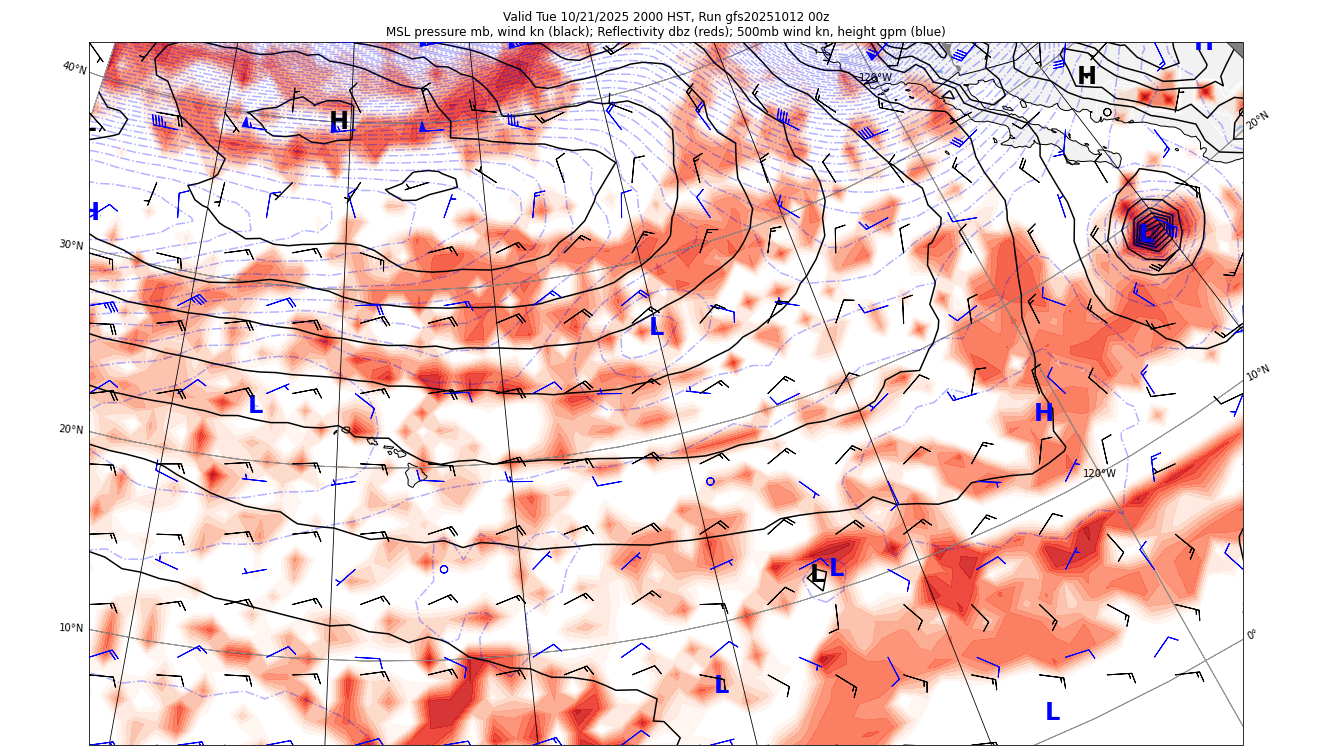 Valid Tue 10/21/2025 2000 HST, Run gfs20251012 00z
MSL pressure mb, wind kn (black); Reflectivity dbz (reds); 500mb wind kn, height gpm (blue)
H
40°N
120°W
H
H
20°N
H
L
30°N
L
10°N
L
H
20°N
120°W
L
L
10°N
0°
L
L